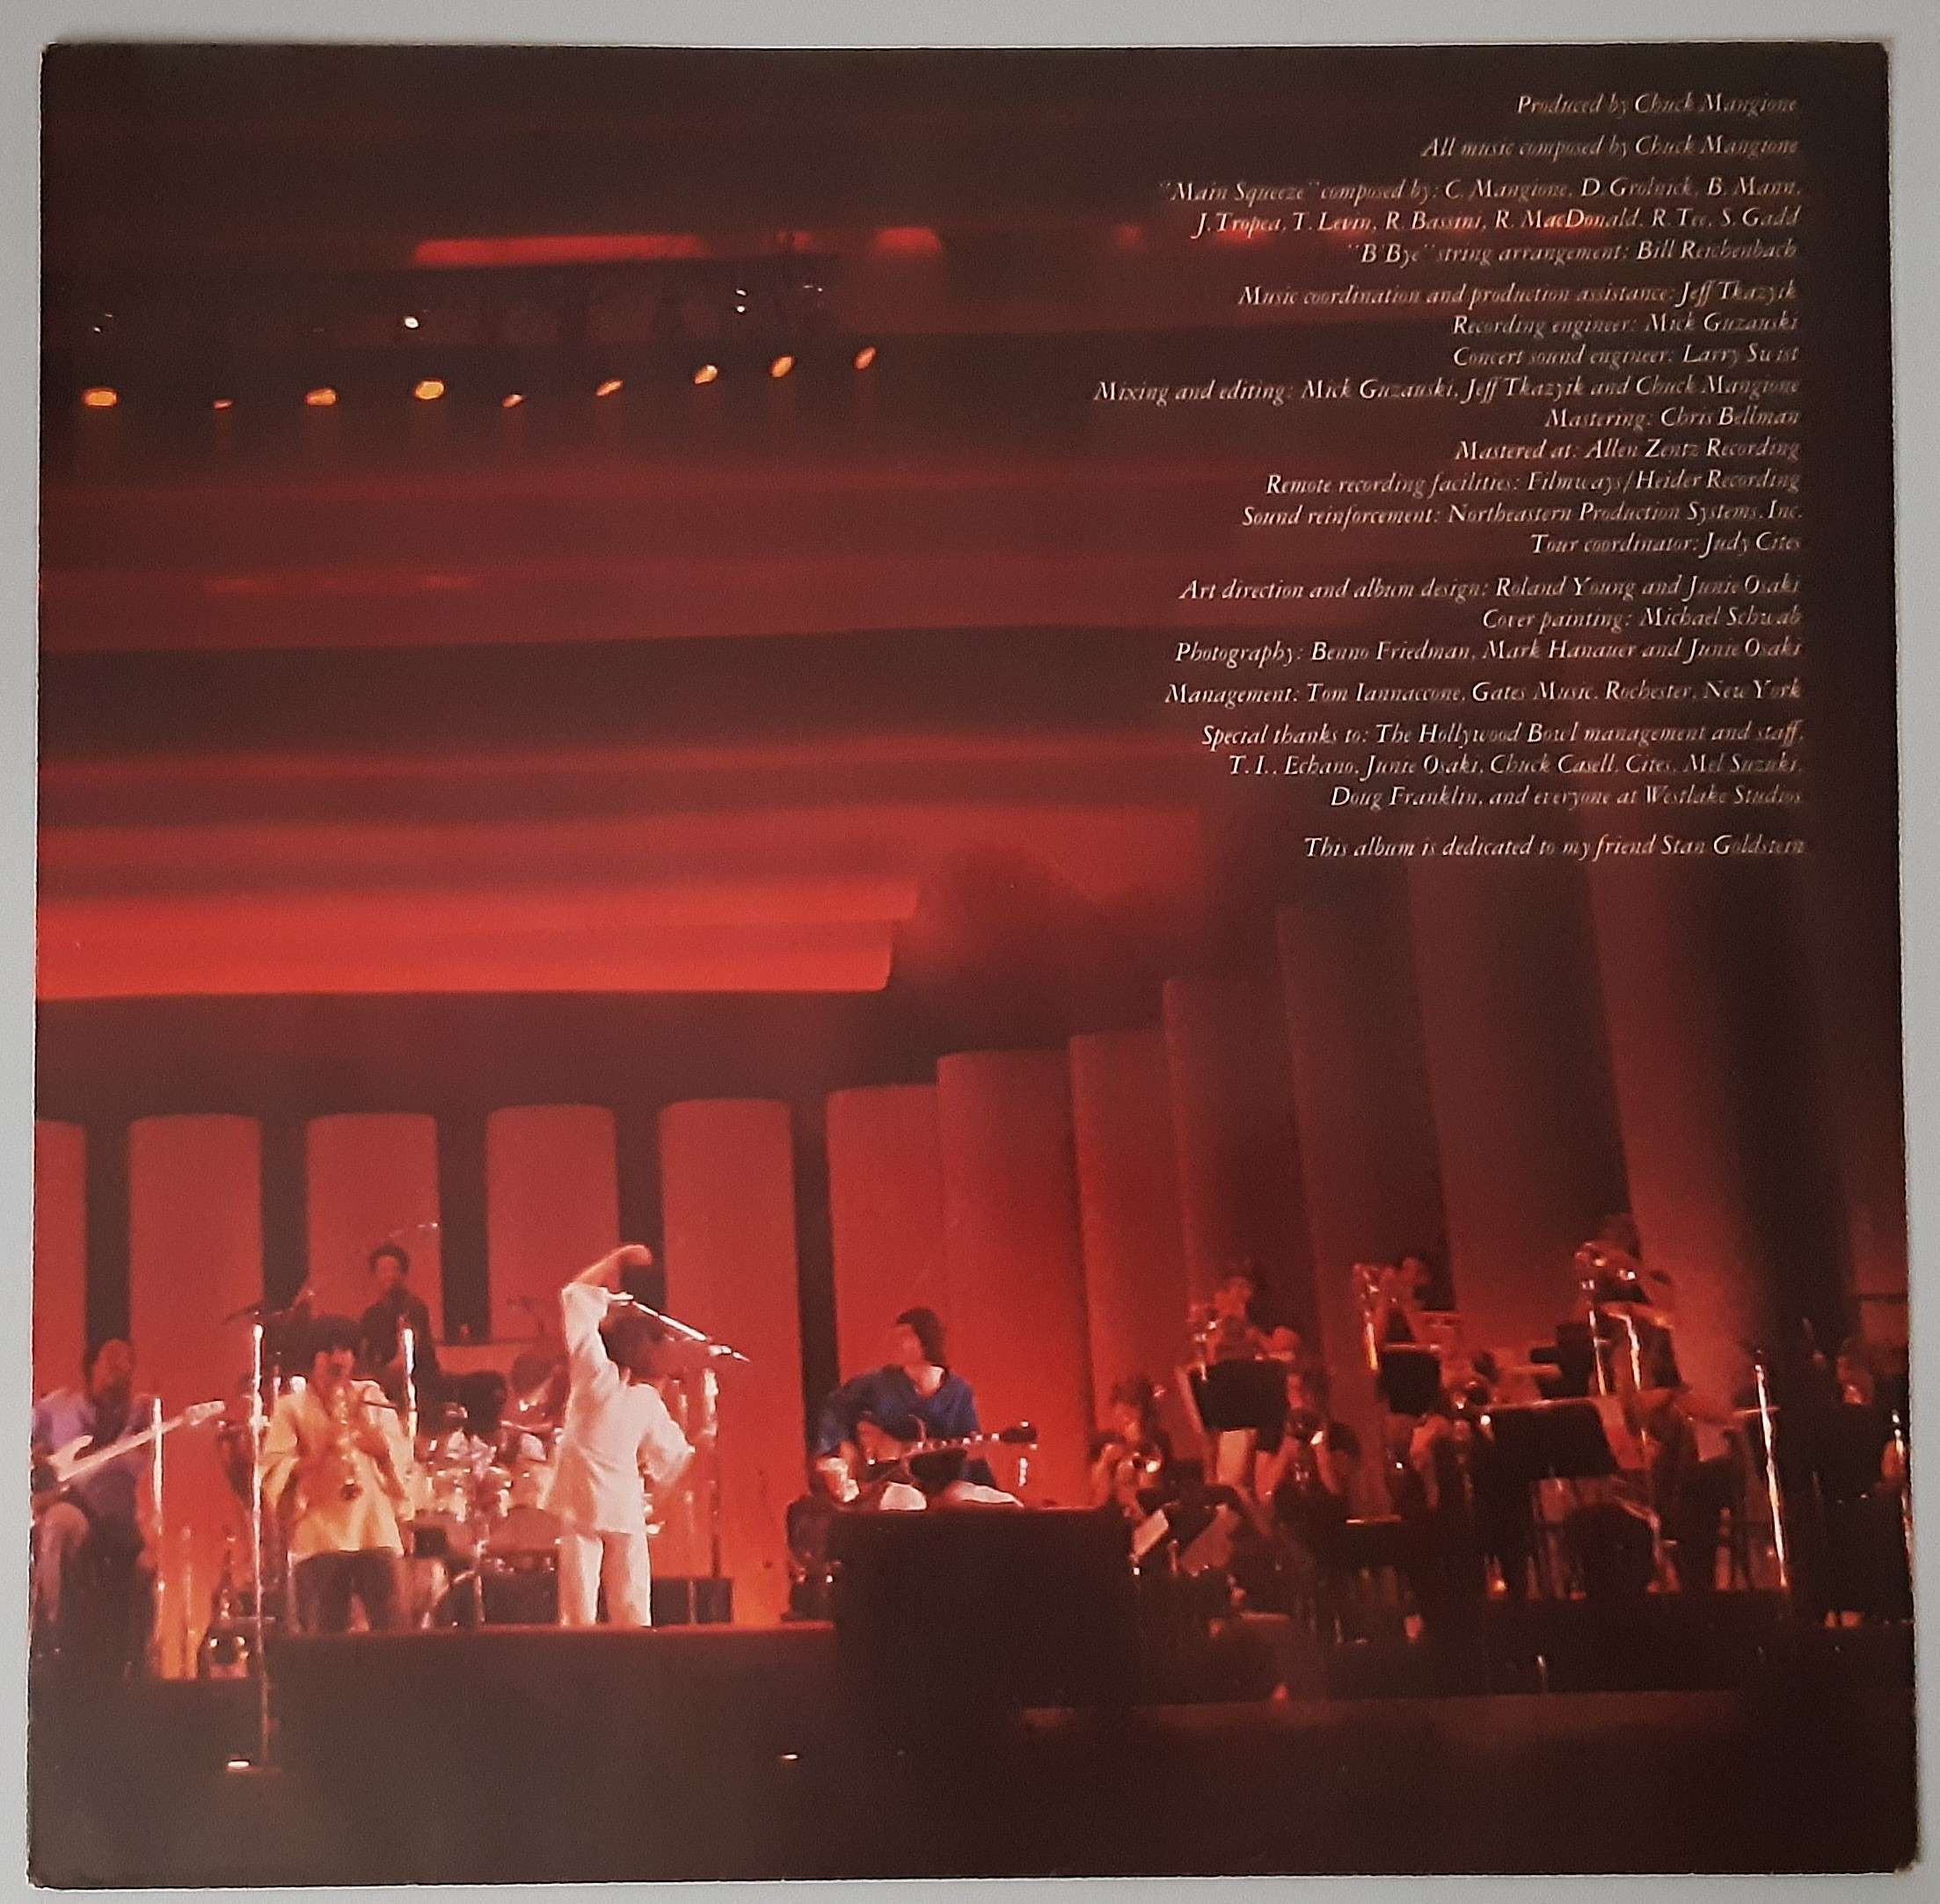 Produced by Chuck Mangione
All music composed by Chuck Mangione
"Main Squeeze" composed by: C. Mangione, D. Grolnick, B. Mann,
J. Tropea, T. Levin, R. Bassini, R. MacDonald, R. Tee, S. Gadd
"B'Bye" string arrangement: Bill Reichenbach
Music coordination and production assistance: Jeff Tkazyik
Recording engineer: Mick Guzauski
Concert sound engineer: Larry Swist
Mixing and editing: Mick Guzauski, Jeff Tkazyik and Chuck Mangione
Mastering: Chris Bellman
Mastered at: Allen Zentz Recording
Remote recording facilities: Filmways/Heider Recording
Sound reinforcement: Northeastern Production Systems, Inc.
Tour coordinator: Judy Cites
Art direction and album design: Roland Young and Junie Osaki
Cover painting: Michael Schwab
Photography: Benno Friedman, Mark Hanauer and Junie Osaki
Management: Tom Iannaccone, Gates Music, Rochester, New York
Special thanks to: The Hollywood Bowl management and staff,
T.I., Echano, Junie Osaki, Chuck Casell, Cites, Mel Suzuki,
Doug Franklin, and everyone at Westlake Studios
This album is dedicated to my friend Stan Goldstein